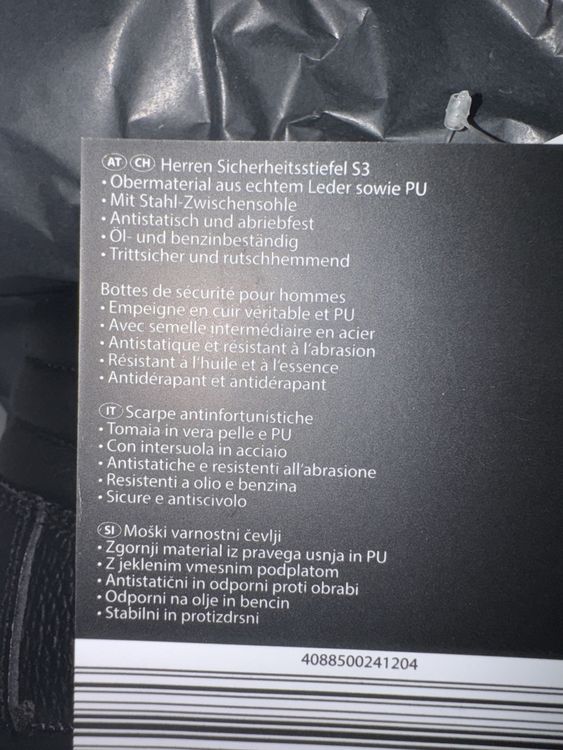 AT CH Herren Sicherheitsstiefel S3
• Obermaterial aus echtem Leder sowie PU
• Mit Stahl-Zwischensohle
• Antistatisch und abriebfest
• Öl- und benzinbeständig
• Trittsicher und rutschhemmend
Bottes de sécurité pour hommes
• Empeigne en cuir véritable et PU
• Avec semelle intermédiaire en acier
• Antistatique et résistant à l'abrasion
• Résistant à l'huile et à l'essence
• Antidérapant et antidérapant
IT Scarpe antinfortunistiche
• Tomaia in vera pelle e PU
• Con intersuola in acciaio
• Antistatiche e resistenti all'abrasione
• Resistenti a olio e benzina
• Sicure e antiscivolo
SI Moški varnostni čevlji
• Zgornji material iz pravega usnja in PU
• Z jeklenim vmesnim podplatom
• Antistatični in odporni proti obrabi
• Odporni na olje in bencin
• Stabilni in protizdrsni
4088500241204